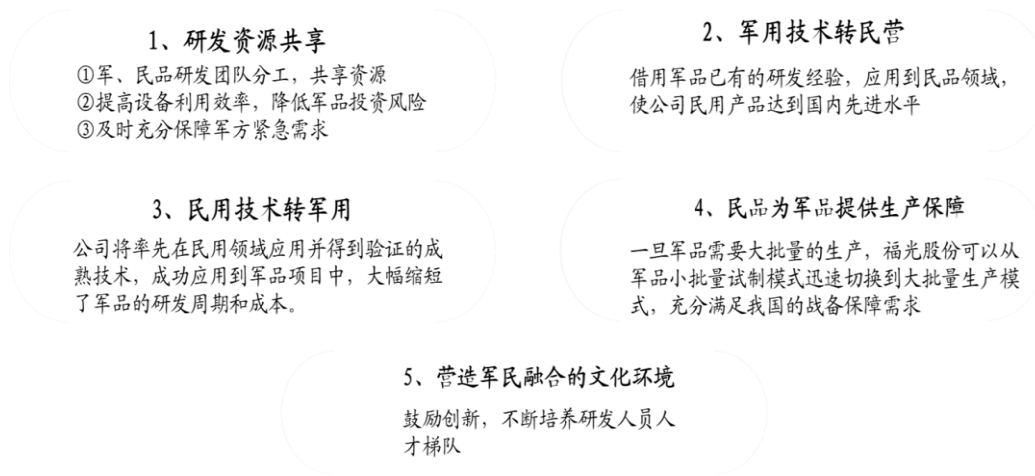 1、研发资源共享
①军、民品研发团队分工，共享资源
②提高设备利用效率，降低军品投资风险
③及时充分保障军方紧急需求
2、军用技术转民营
借用军品已有的研发经验，应用到民品领域，
使公司民用产品达到国内先进水平
3、民用技术转军用
公司将率先在民用领域应用并得到验证的成
熟技术，成功应用到军品项目中，大幅缩短
了军品的研发周期和成本。
4、民品为军品提供生产保障
一旦军品需要大批量的生产，福光股份可以从
军品小批量试制模式迅速切换到大批量生产模
式，充分满足我国的战备保障需求
5、营造军民融合的文化环境
鼓励创新，不断培养研发人员人
才梯队